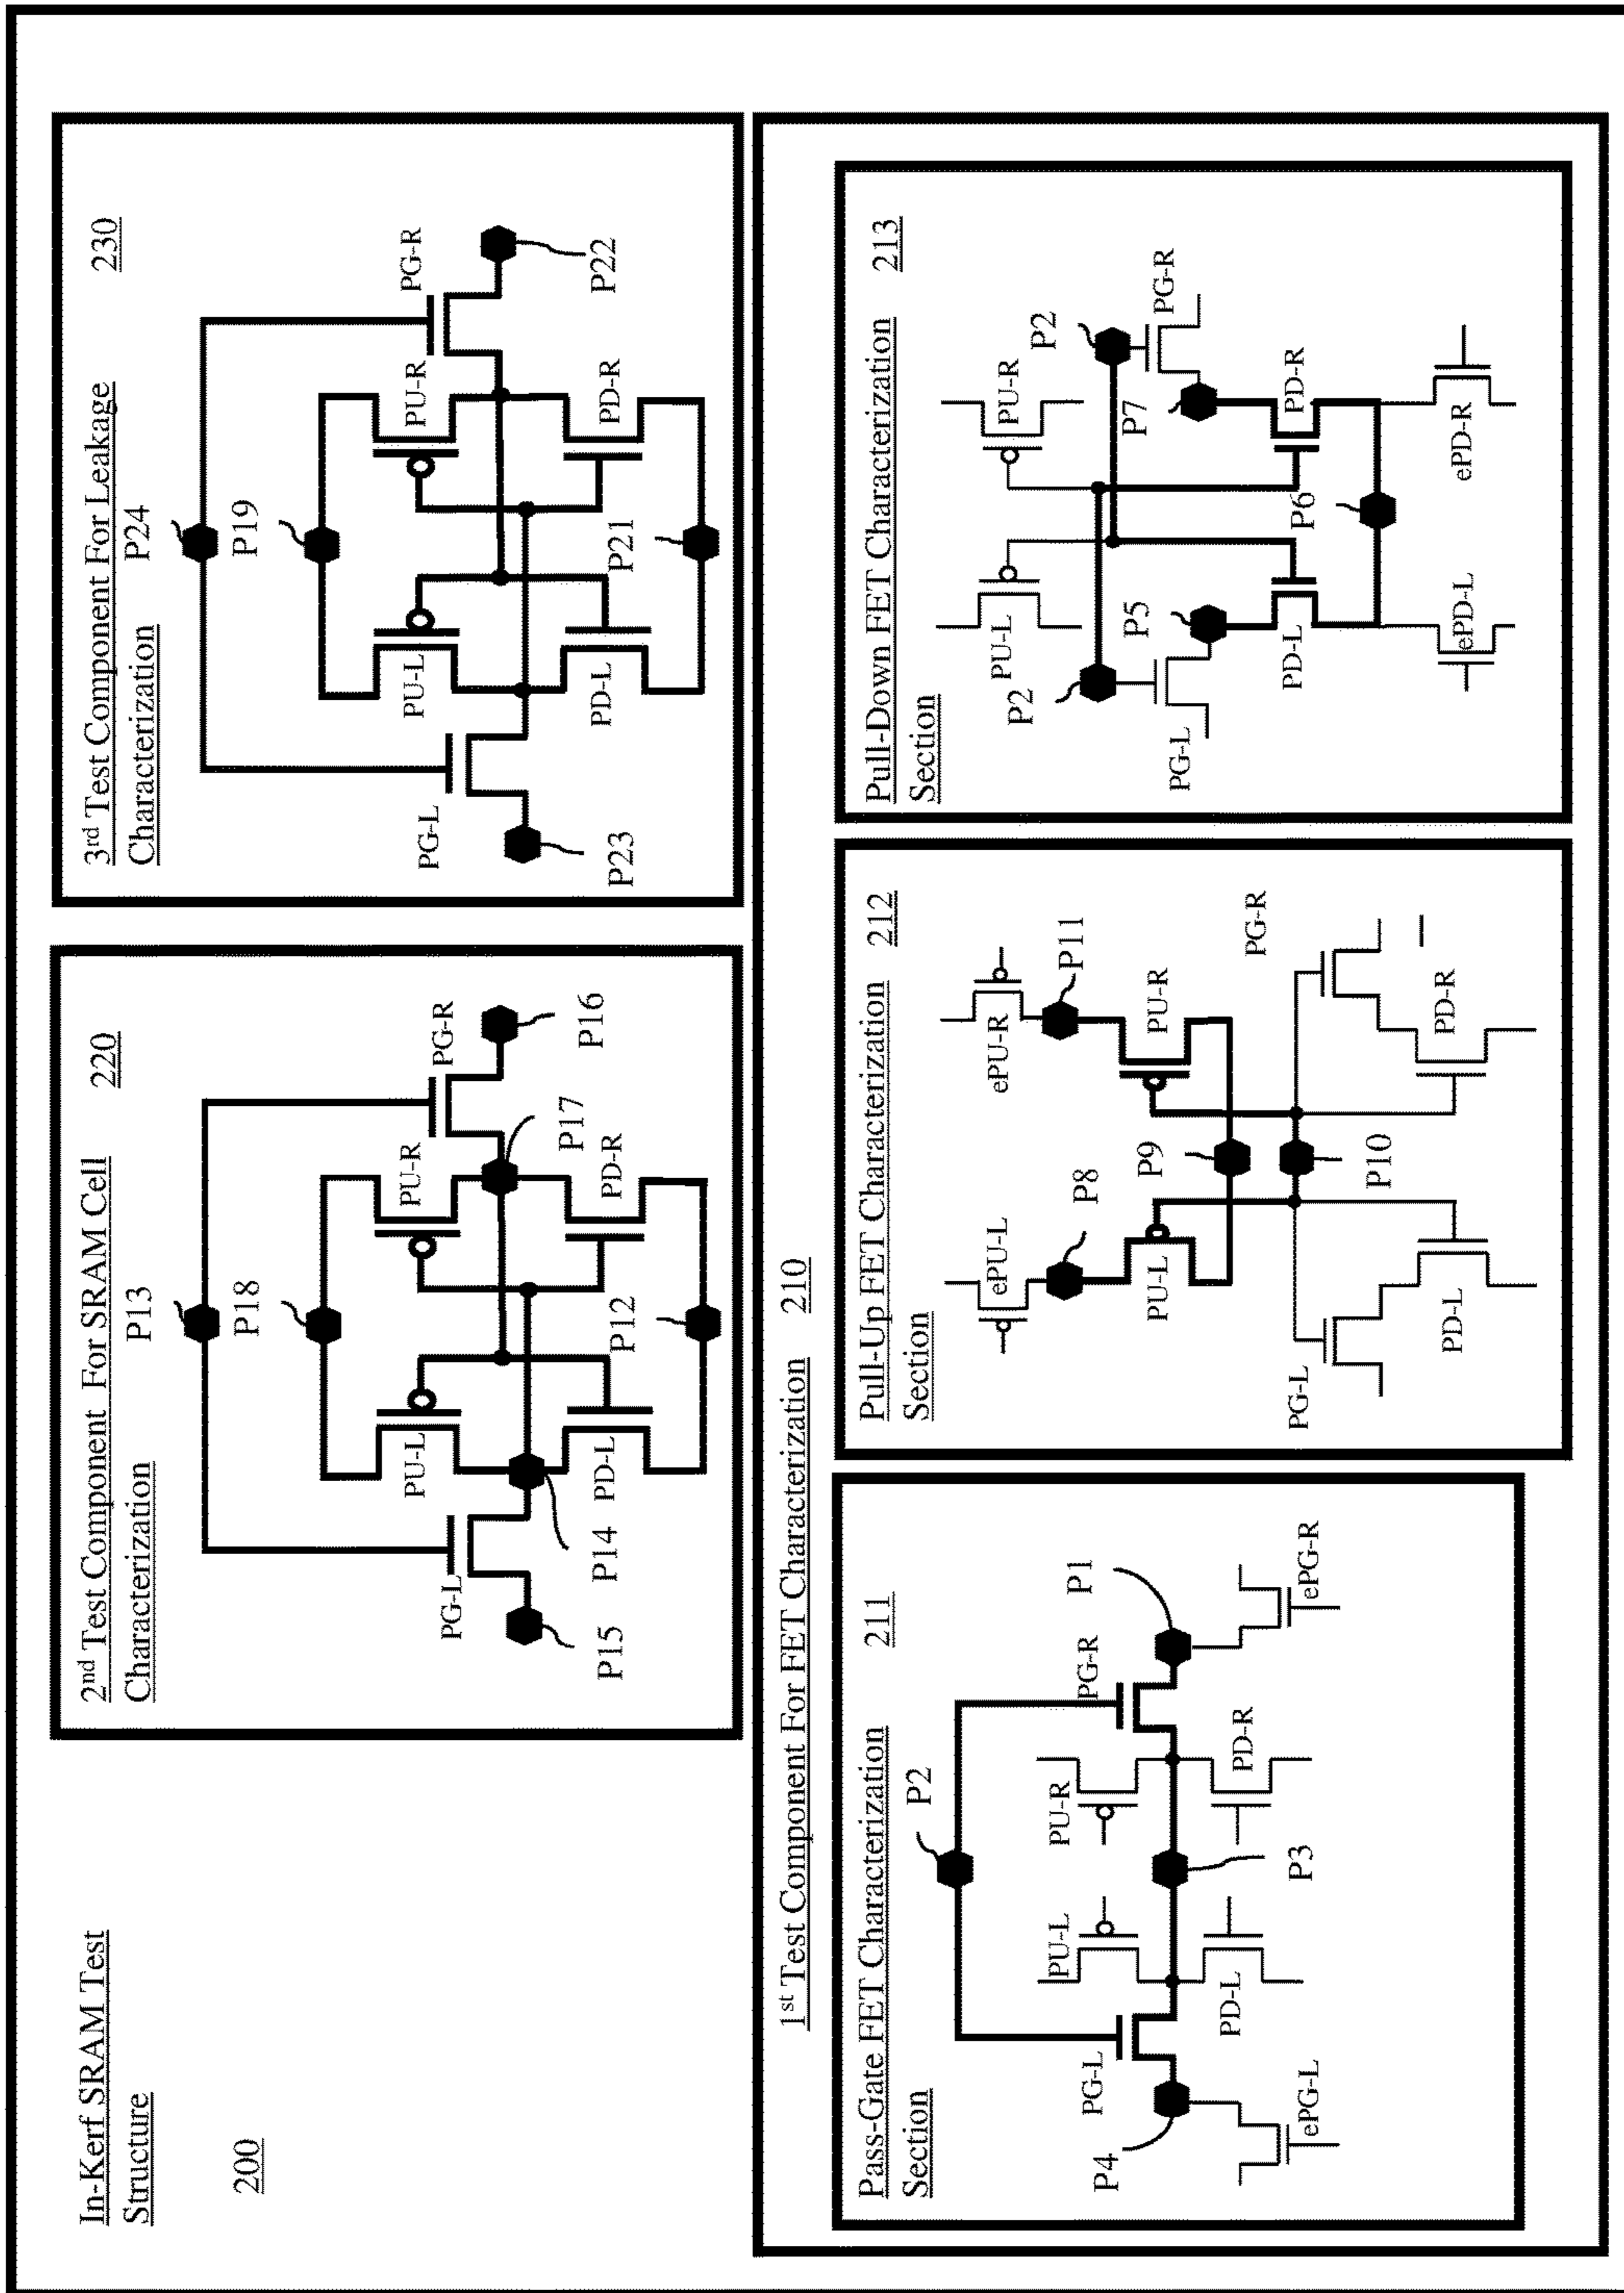 In-Kerf SRAM Test
Structure
200
2nd Test Component For SRAM Cell
Characterization
220
P13
P18
PU-L
PU-R
PG-L
PG-R
P15
P14
PD-L
P12
PD-R
P17
P16
3rd Test Component For Leakage
Characterization
230
P24
P19
PU-L
PU-R
PG-L
PG-R
P23
PD-L
P21
PD-R
P22
1st Test Component For FET Characterization
210
Pass-Gate FET Characterization
Section
211
P2
PU-L
PU-R
PG-L
PG-R
P4
P1
PD-L
PD-R
P3
ePG-L
ePG-R
Pull-Up FET Characterization
Section
212
ePU-L
ePU-R
P8
P11
PU-L
P9
PU-R
PG-L
PG-R
P10
PD-L
PD-R
Pull-Down FET Characterization
Section
213
PU-L
PU-R
P2
P2
P5
P7
PG-L
PG-R
PD-L
P6
PD-R
ePD-L
ePD-R